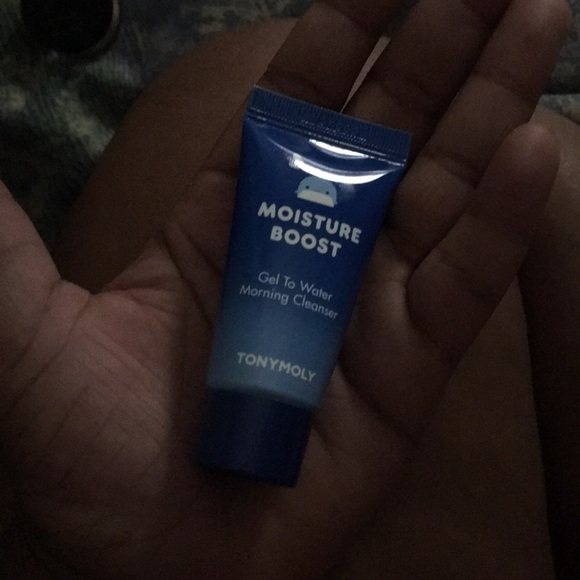 MOISTURE
BOOST
Gel To Water
Morning Cleanser
TONYMOLY